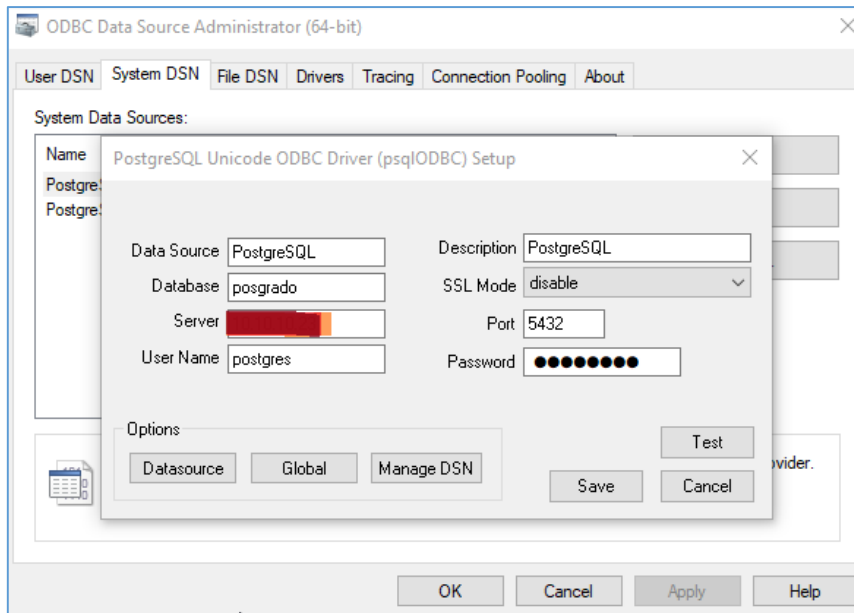 ODBC Data Source Administrator (64-bit)
User DSN System DSN File DSN Drivers Tracing Connection Pooling About
System Data Sources:
Name
PostgreSQL Unicode ODBC Driver (psqlODBC) Setup
Data Source PostgreSQL Description PostgreSQL
Database posgrado SSL Mode disable
Server Port 5432
User Name postgres Password
Options
Datasource Global Manage DSN
Test
Save Cancel
OK Cancel Apply Help